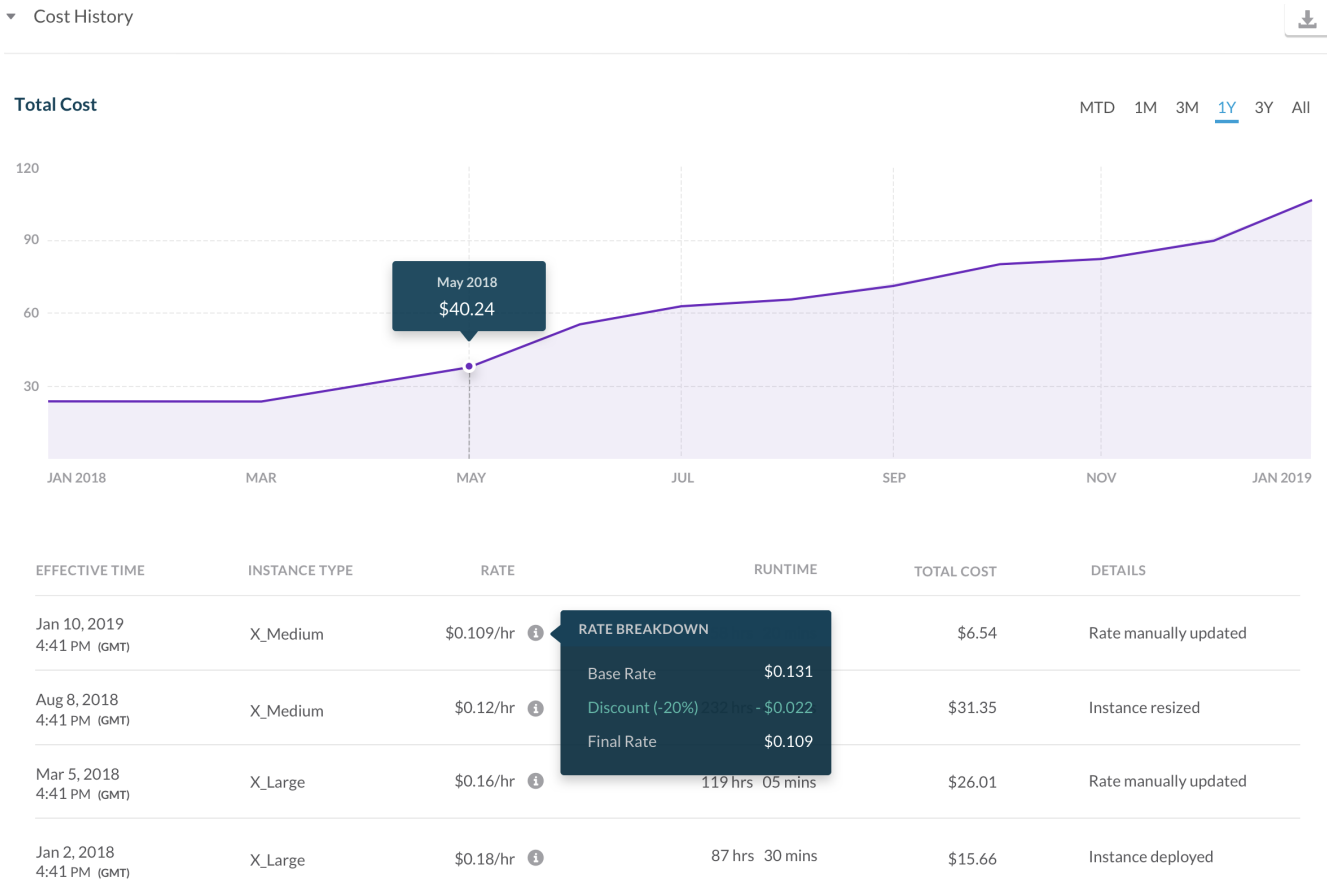 Cost History
Total Cost
MTD 1M 3M 1Y 3Y All
120
90
60
30
May 2018
$40.24
JAN 2018 MAR MAY JUL SEP NOV JAN 2019
EFFECTIVE TIME INSTANCE TYPE RATE RUNTIME TOTAL COST DETAILS
Jan 10, 2019
4:41 PM (GMT)
X_Medium $0.109/hr $6.54 Rate manually updated
RATE BREAKDOWN
Base Rate $0.131
Discount (-20%) - $0.022
Final Rate $0.109
Aug 8, 2018
4:41 PM (GMT)
X_Medium $0.12/hr 232 hrs $31.35 Instance resized
Mar 5, 2018
4:41 PM (GMT)
X_Large $0.16/hr 119 hrs 05 mins $26.01 Rate manually updated
Jan 2, 2018
4:41 PM (GMT)
X_Large $0.18/hr 87 hrs 30 mins $15.66 Instance deployed